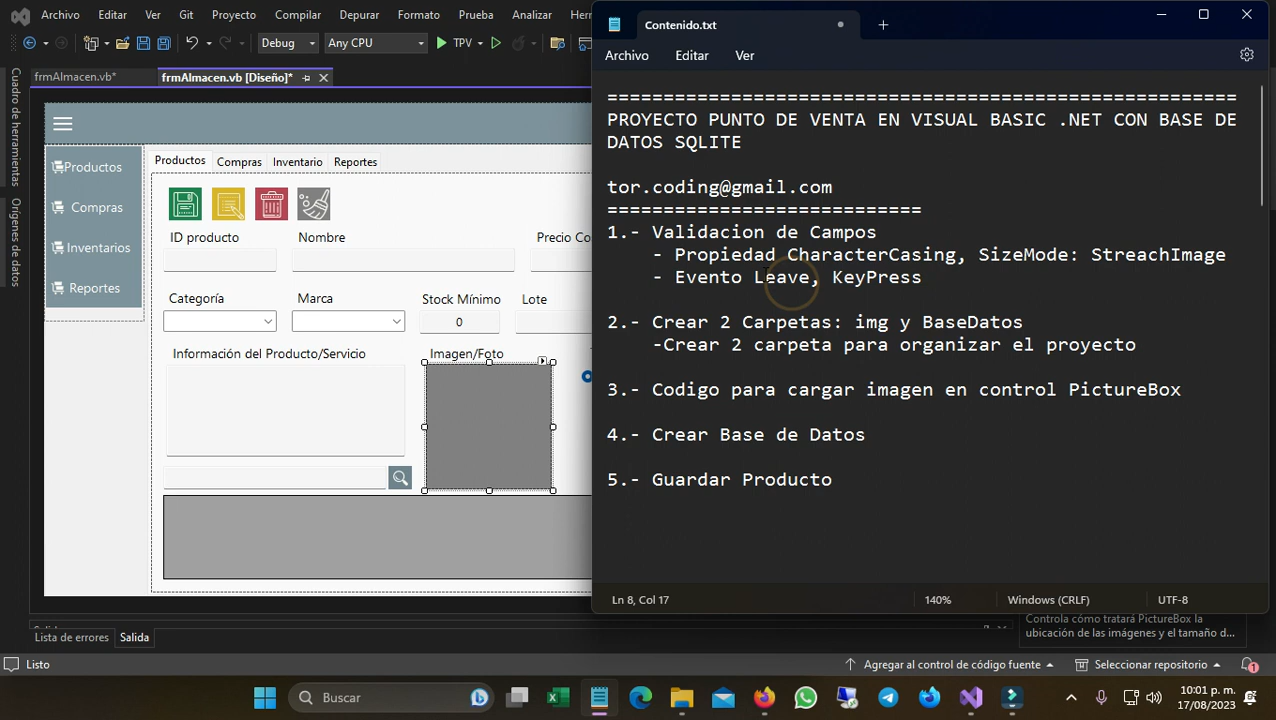 Archivo Editar Ver Git Proyecto Compilar Depurar Formato Prueba Analizar Her
Debug Any CPU TPV
frmAlmacen.vb* frmAlmacen.vb [Diseño]*
Cuadro de herramientas
Orígenes de datos
Productos
Compras
Inventarios
Reportes
Productos Compras Inventario Reportes
ID producto Nombre Precio Co
Categoría Marca Stock Mínimo Lote
0
Información del Producto/Servicio Imagen/Foto
Contenido.txt
Archivo Editar Ver
========================================================
PROYECTO PUNTO DE VENTA EN VISUAL BASIC .NET CON BASE DE
DATOS SQLITE
tor.coding@gmail.com
============================
1.- Validacion de Campos
- Propiedad CharacterCasing, SizeMode: StreachImage
- Evento Leave, KeyPress
2.- Crear 2 Carpetas: img y BaseDatos
-Crear 2 carpeta para organizar el proyecto
3.- Codigo para cargar imagen en control PictureBox
4.- Crear Base de Datos
5.- Guardar Producto
Ln 8, Col 17 140% Windows (CRLF) UTF-8
Controla cómo tratará PictureBox la
ubicación de las imágenes y el tamaño d...
Lista de errores Salida
Listo Agregar al control de código fuente Seleccionar repositorio 1
Buscar
10:01 p. m.
17/08/2023